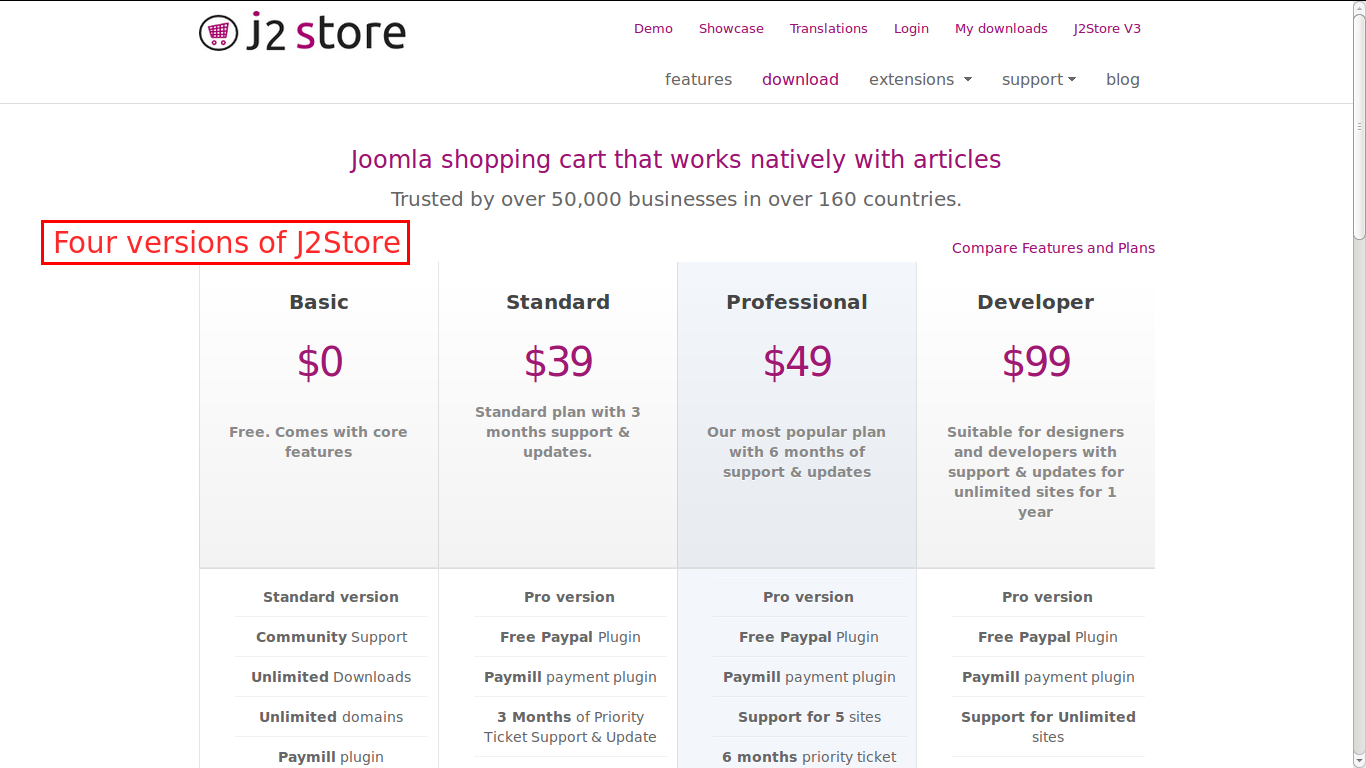 j2 store
Demo Showcase Translations Login My downloads J2Store V3
features download extensions support blog
Joomla shopping cart that works natively with articles
Trusted by over 50,000 businesses in over 160 countries.
Four versions of J2Store
Compare Features and Plans
Basic
$0
Free. Comes with core
features
Standard version
Community Support
Unlimited Downloads
Unlimited domains
Paymill plugin
Standard
$39
Standard plan with 3
months support &
updates.
Pro version
Free Paypal Plugin
Paymill payment plugin
3 Months of Priority
Ticket Support & Update
Professional
$49
Our most popular plan
with 6 months of
support & updates
Pro version
Free Paypal Plugin
Paymill payment plugin
Support for 5 sites
6 months priority ticket
Developer
$99
Suitable for designers
and developers with
support & updates for
unlimited sites for 1
year
Pro version
Free Paypal Plugin
Paymill payment plugin
Support for Unlimited
sites